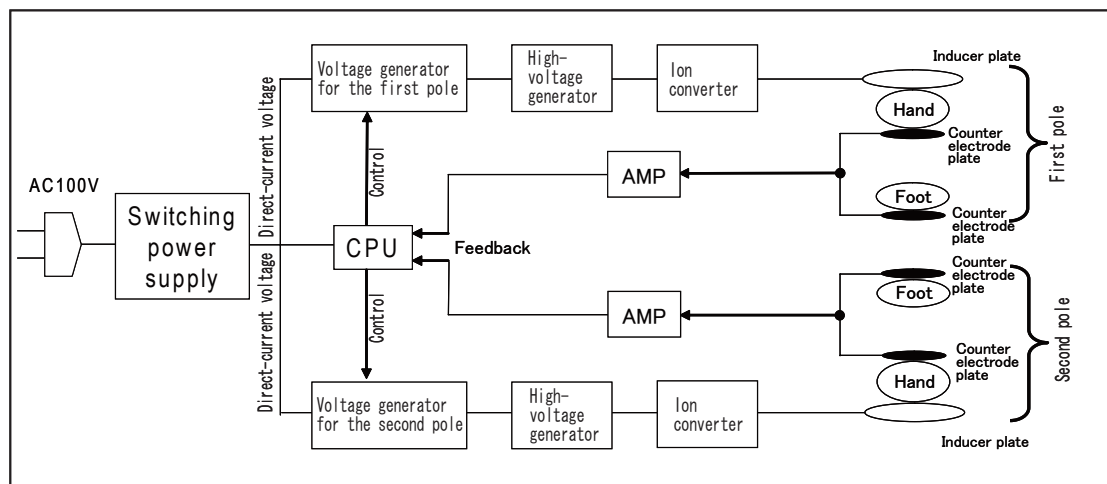 AC100V
Switching
power
supply
Direct-current voltage
Direct-current voltage
Voltage generator
for the first pole
High-
voltage
generator
Ion
converter
Inducer plate
Hand
Counter
electrode
plate
Foot
Counter
electrode
plate
First pole
Control
AMP
CPU
Feedback
Control
AMP
Counter
electrode
plate
Foot
Counter
electrode
plate
Hand
Second pole
Voltage generator
for the second pole
High-
voltage
generator
Ion
converter
Inducer plate